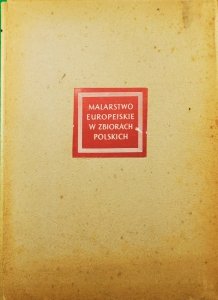 MALARSTWO
EUROPEJSKIE
W ZBIORACH
POLSKICH